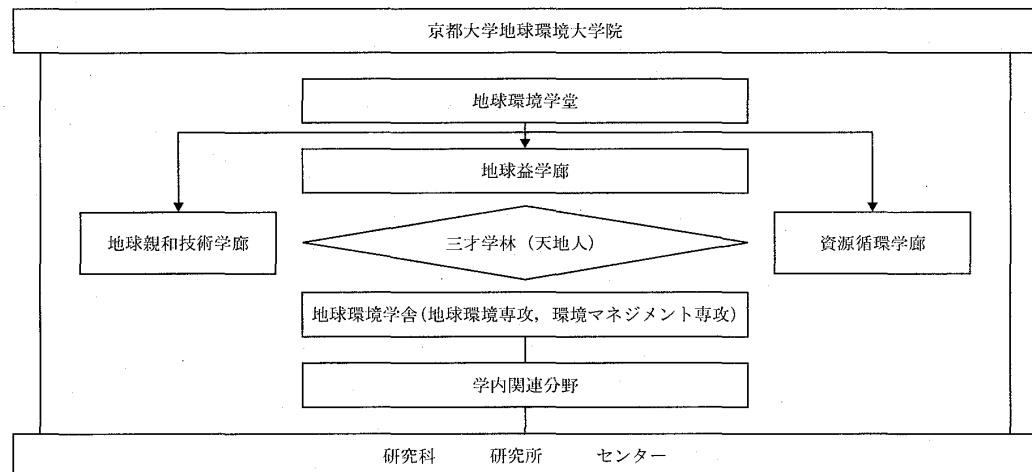 京都大学地球環境大学院
地球環境学堂
地球益学廊
地球親和技術学廊
三才学林（天地人）
資源循環学廊
地球環境学舎(地球環境専攻，環境マネジメント専攻)
学内関連分野
研究科　研究所　センター